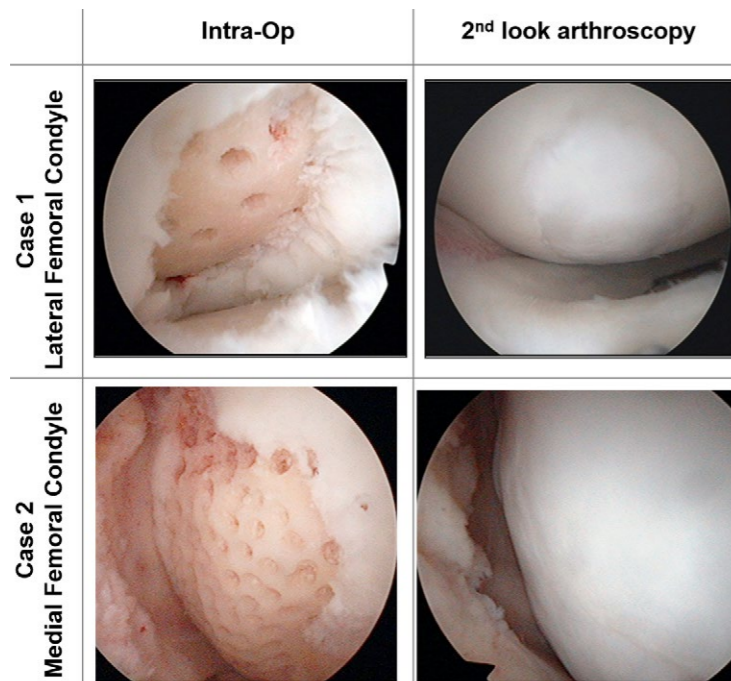 Intra-Op
2nd look arthroscopy
Case 1
Lateral Femoral Condyle
Case 2
Medial Femoral Condyle